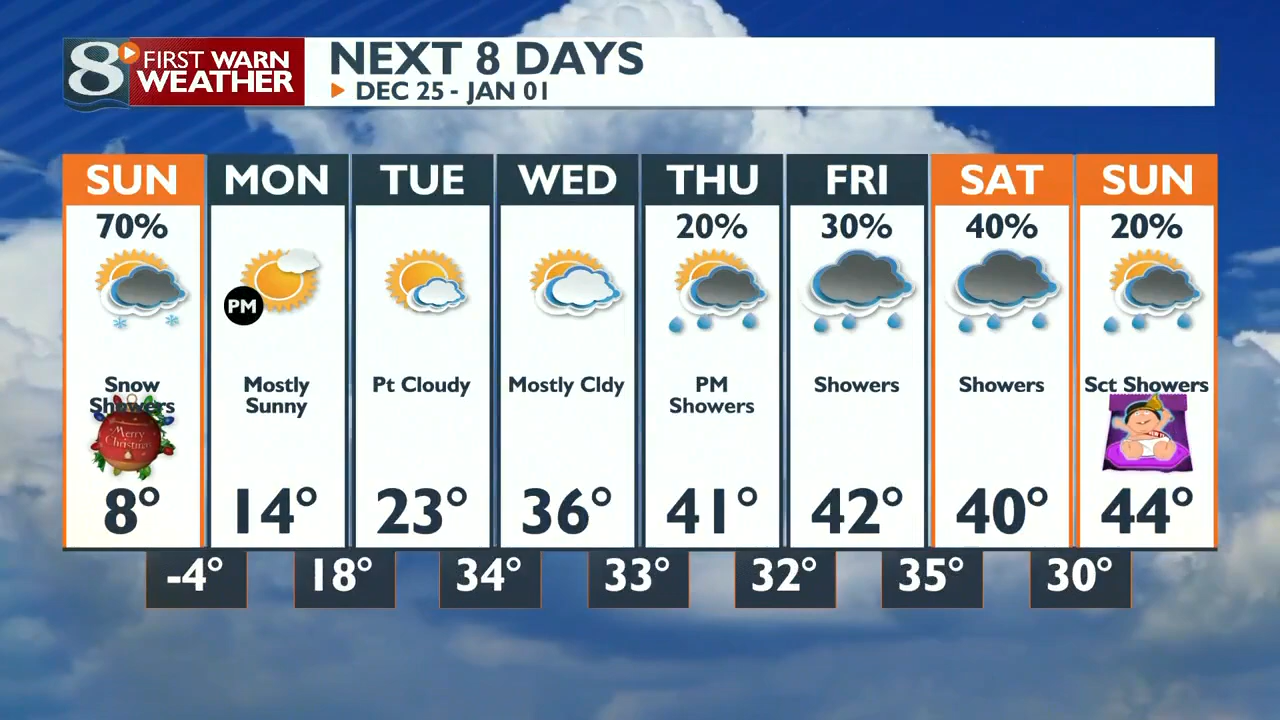 8 FIRST WARN
WEATHER
NEXT 8 DAYS
DEC 25 - JAN 01
SUN MON TUE WED THU FRI SAT SUN
70% 20% 30% 40% 20%
PM
Snow
Showers
Mostly
Sunny
Pt Cloudy
Mostly Cldy
PM
Showers
Showers
Showers
Sct Showers
Merry
Christmas
8° 14° 23° 36° 41° 42° 40° 44°
-4° 18° 34° 33° 32° 35° 30°